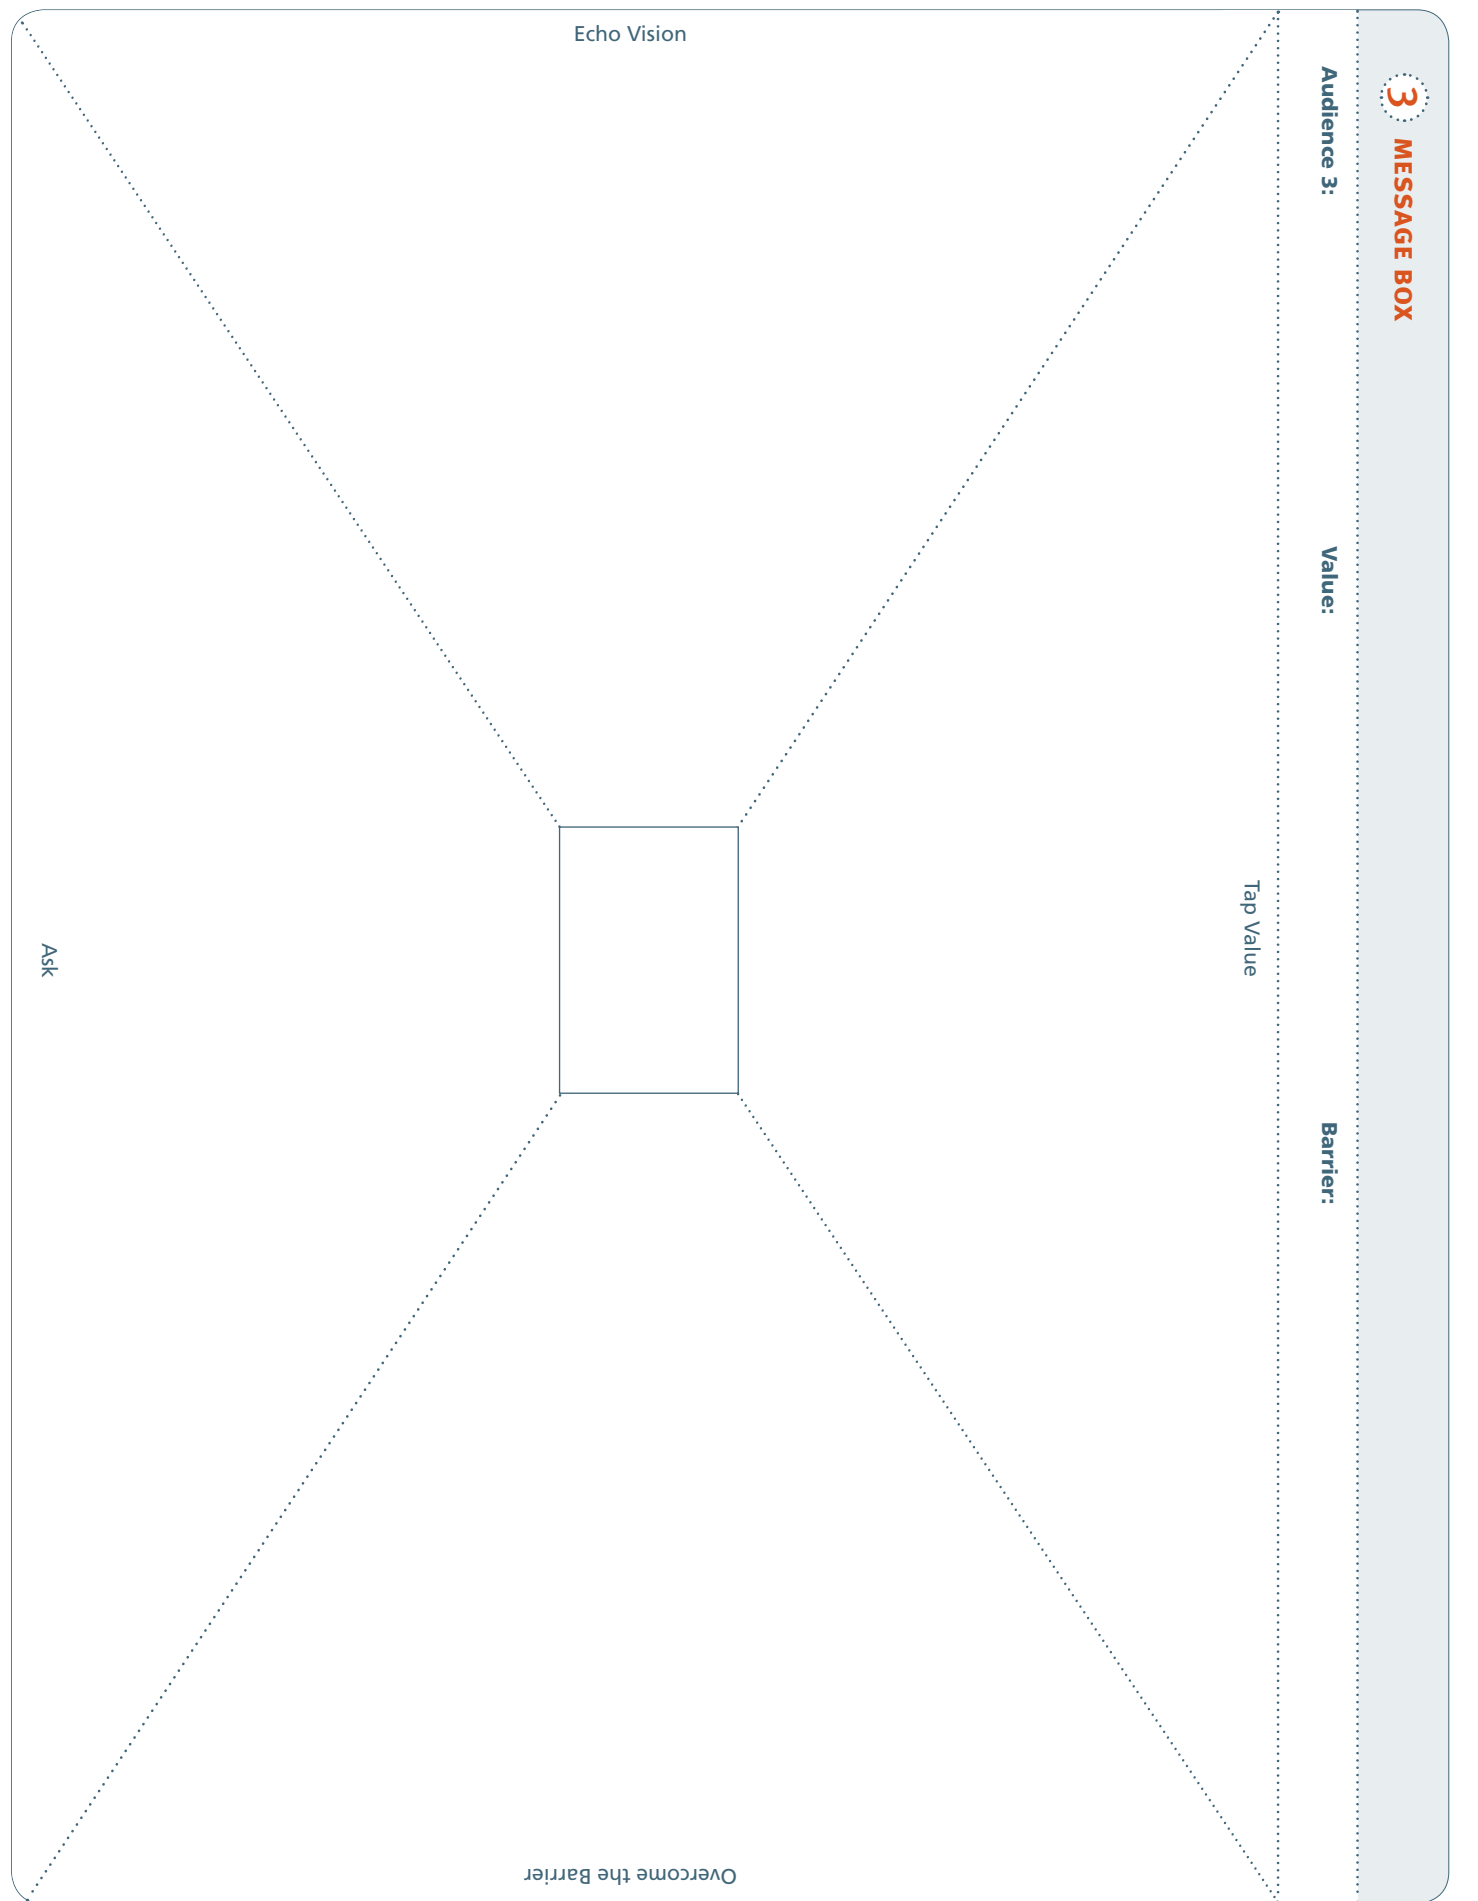 3 MESSAGE BOX
Audience 3: Value: Barrier:
Tap Value
Echo Vision
Overcome the Barrier
Ask